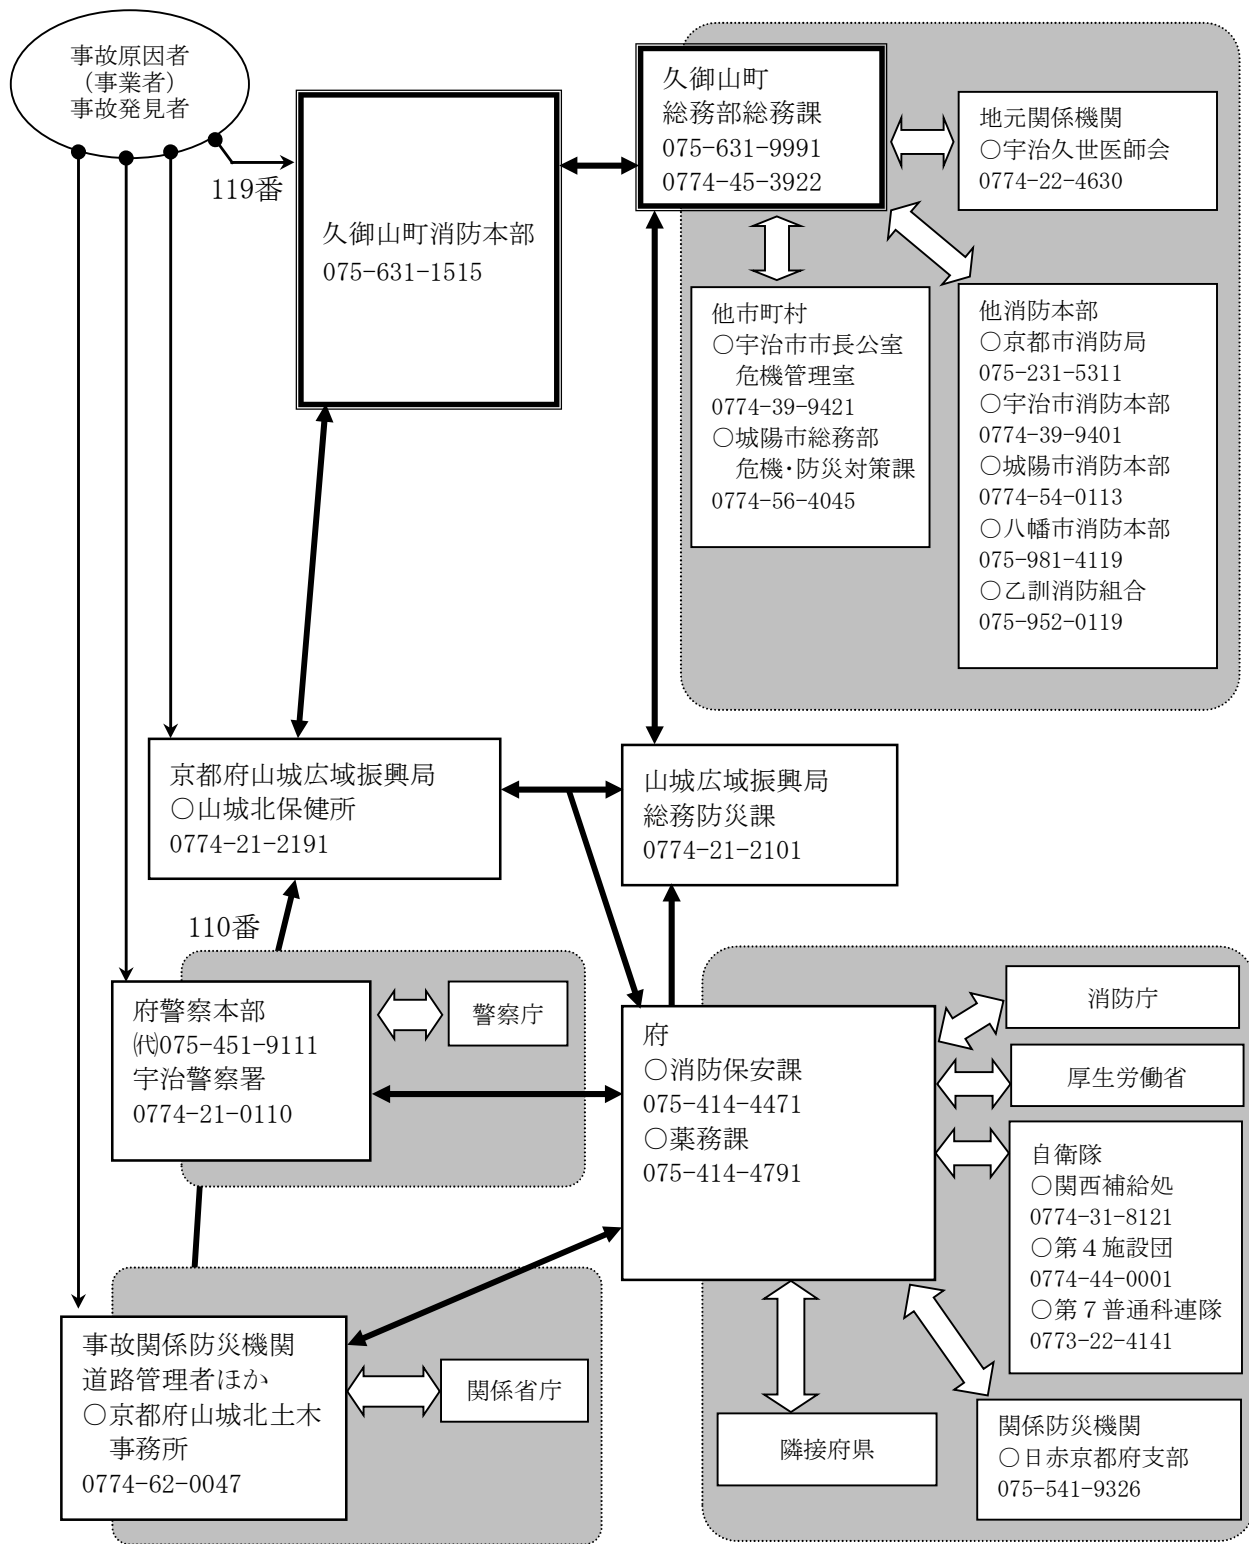 事故原因者
(事業者)
事故発見者
119番
久御山町消防本部
075-631-1515
久御山町
総務部総務課
075-631-9991
0774-45-3922
地元関係機関
○宇治久世医師会
0774-22-4630
他市町村
○宇治市市長公室
危機管理室
0774-39-9421
○城陽市総務部
危機・防災対策課
0774-56-4045
他消防本部
○京都市消防局
075-231-5311
○宇治市消防本部
0774-39-9401
○城陽市消防本部
0774-54-0113
○八幡市消防本部
075-981-4119
○乙訓消防組合
075-952-0119
京都府山城広域振興局
○山城北保健所
0774-21-2191
山城広域振興局
総務防災課
0774-21-2101
110番
府警察本部
㈹075-451-9111
宇治警察署
0774-21-0110
警察庁
府
○消防保安課
075-414-4471
○薬務課
075-414-4791
消防庁
厚生労働省
自衛隊
○関西補給処
0774-31-8121
○第4施設団
0774-44-0001
○第7普通科連隊
0773-22-4141
事故関係防災機関
道路管理者ほか
○京都府山城北土木
事務所
0774-62-0047
関係省庁
隣接府県
関係防災機関
○日赤京都府支部
075-541-9326